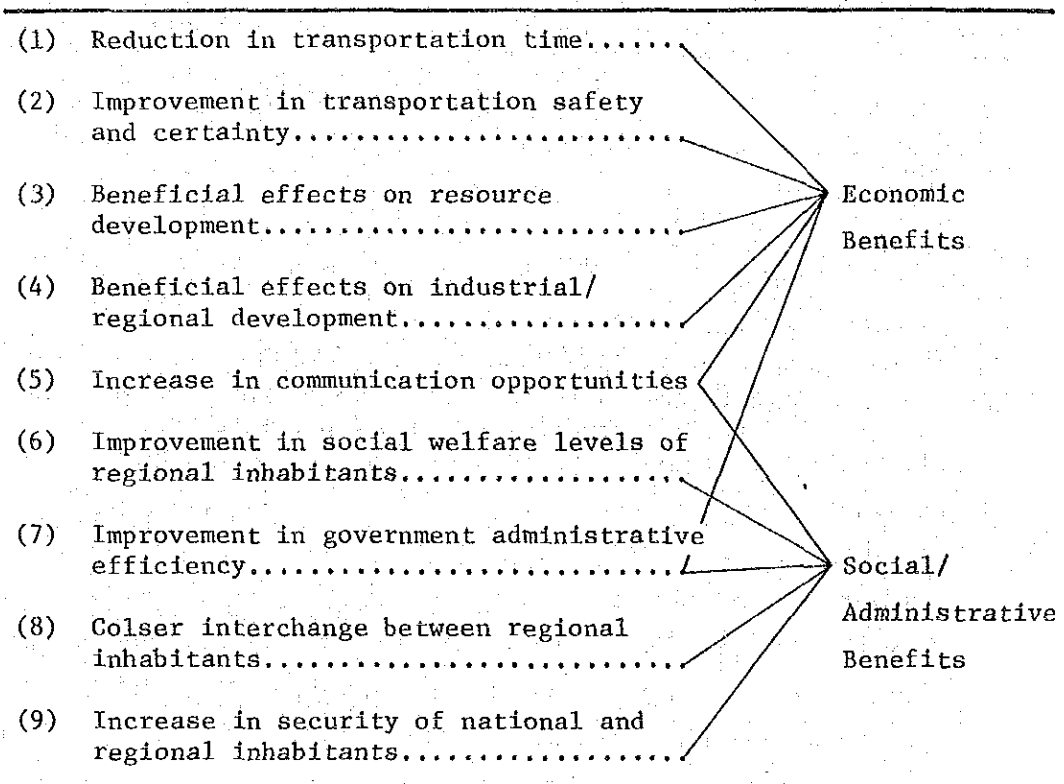 (1) Reduction in transportation time.......
(2) Improvement in transportation safety
and certainty..........................
(3) Beneficial effects on resource
development............................
(4) Beneficial effects on industrial/
regional development...................
(5) Increase in communication opportunities
(6) Improvement in social welfare levels of
regional inhabitants...................
(7) Improvement in government administrative
efficiency.............................
(8) Colser interchange between regional
inhabitants............................
(9) Increase in security of national and
regional inhabitants...................
Economic
Benefits
Social/
Administrative
Benefits